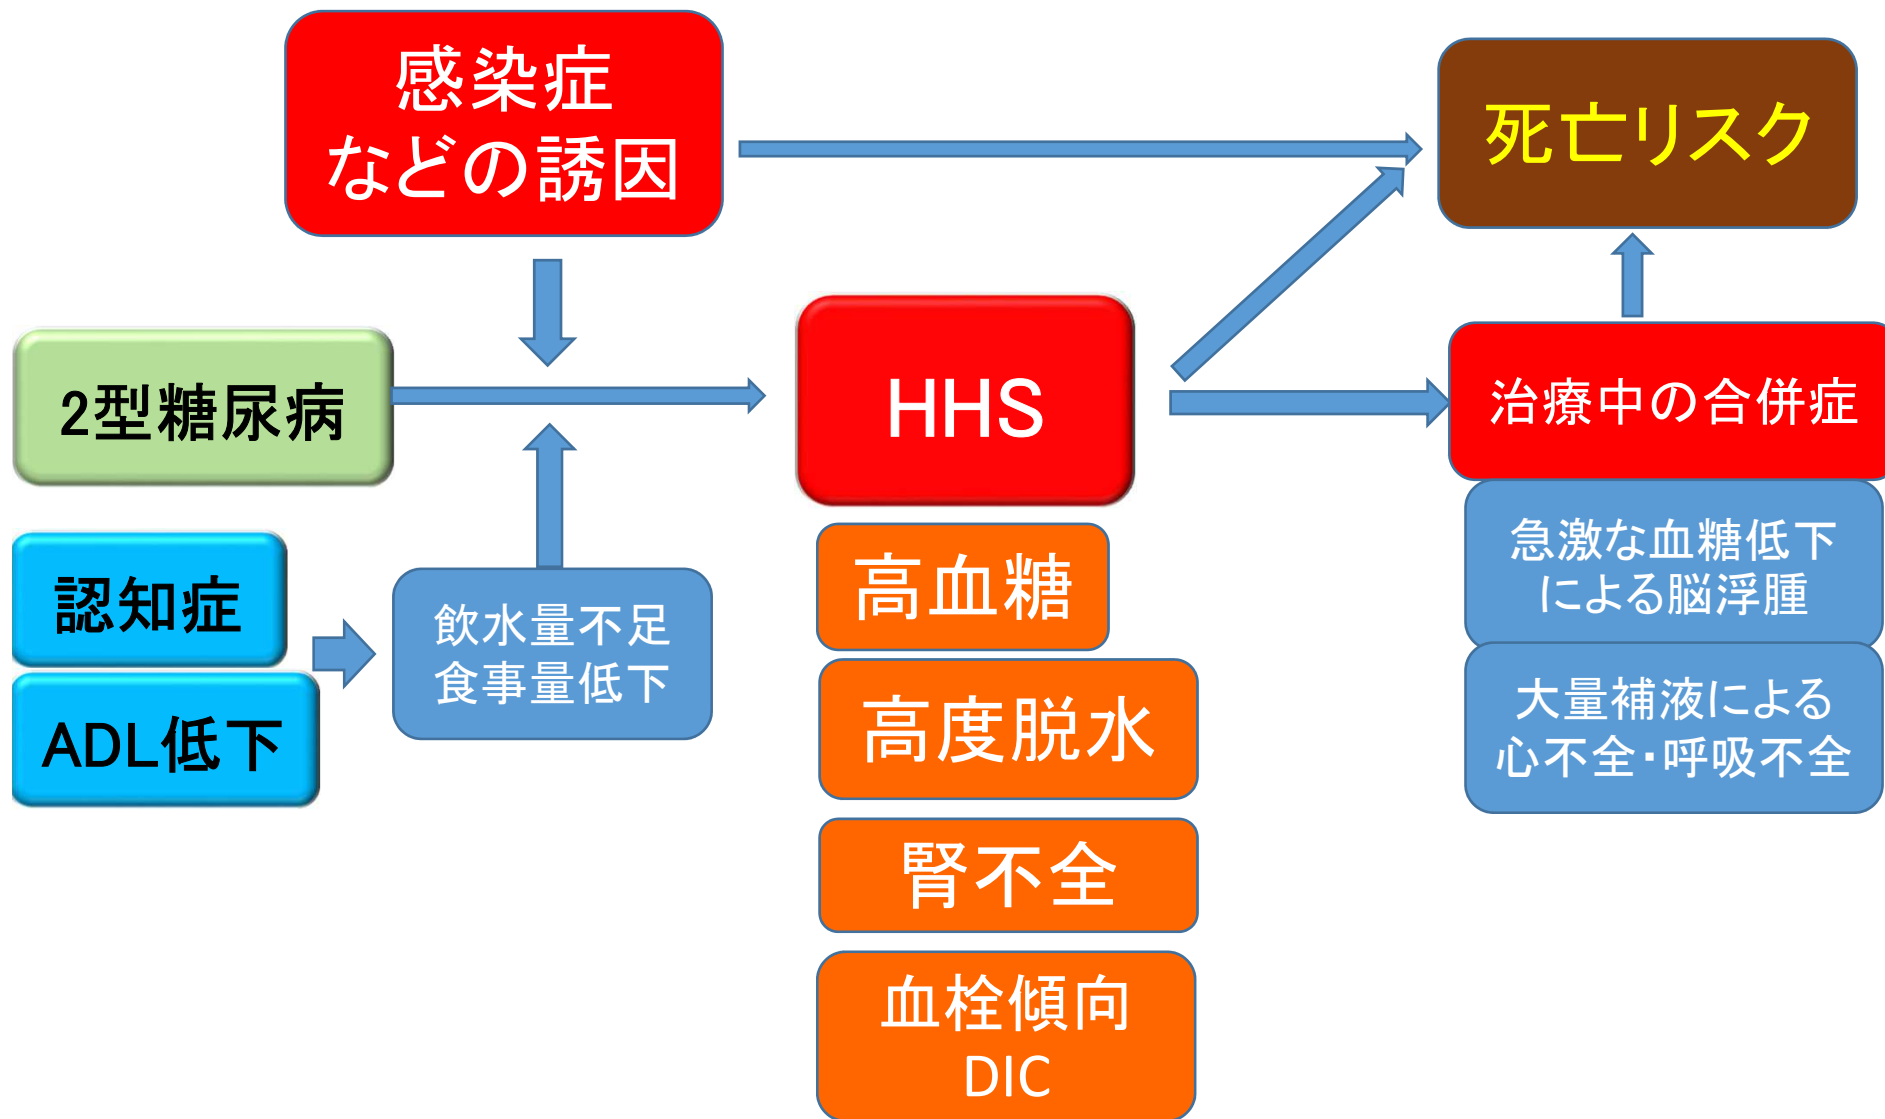 感染症
などの誘因
死亡リスク
2型糖尿病
HHS
治療中の合併症
認知症
ADL低下
飲水量不足
食事量低下
高血糖
高度脱水
腎不全
血栓傾向
DIC
急激な血糖低下
による脳浮腫
大量補液による
心不全・呼吸不全